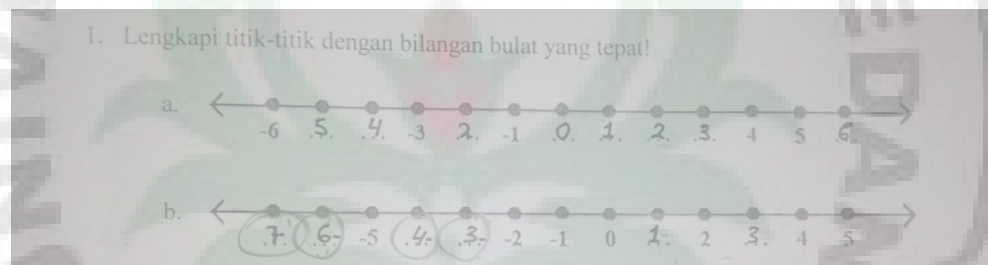 1. Lengkapi titik-titik dengan bilangan bulat yang tepat!
a.
-6 .5. .4. -3 2. -1 .0. .1. .2. .3. 4 5 6.
b.
.7. .6.- -5 .4.- .3.- -2 -1 0 1. 2 3. 4 5